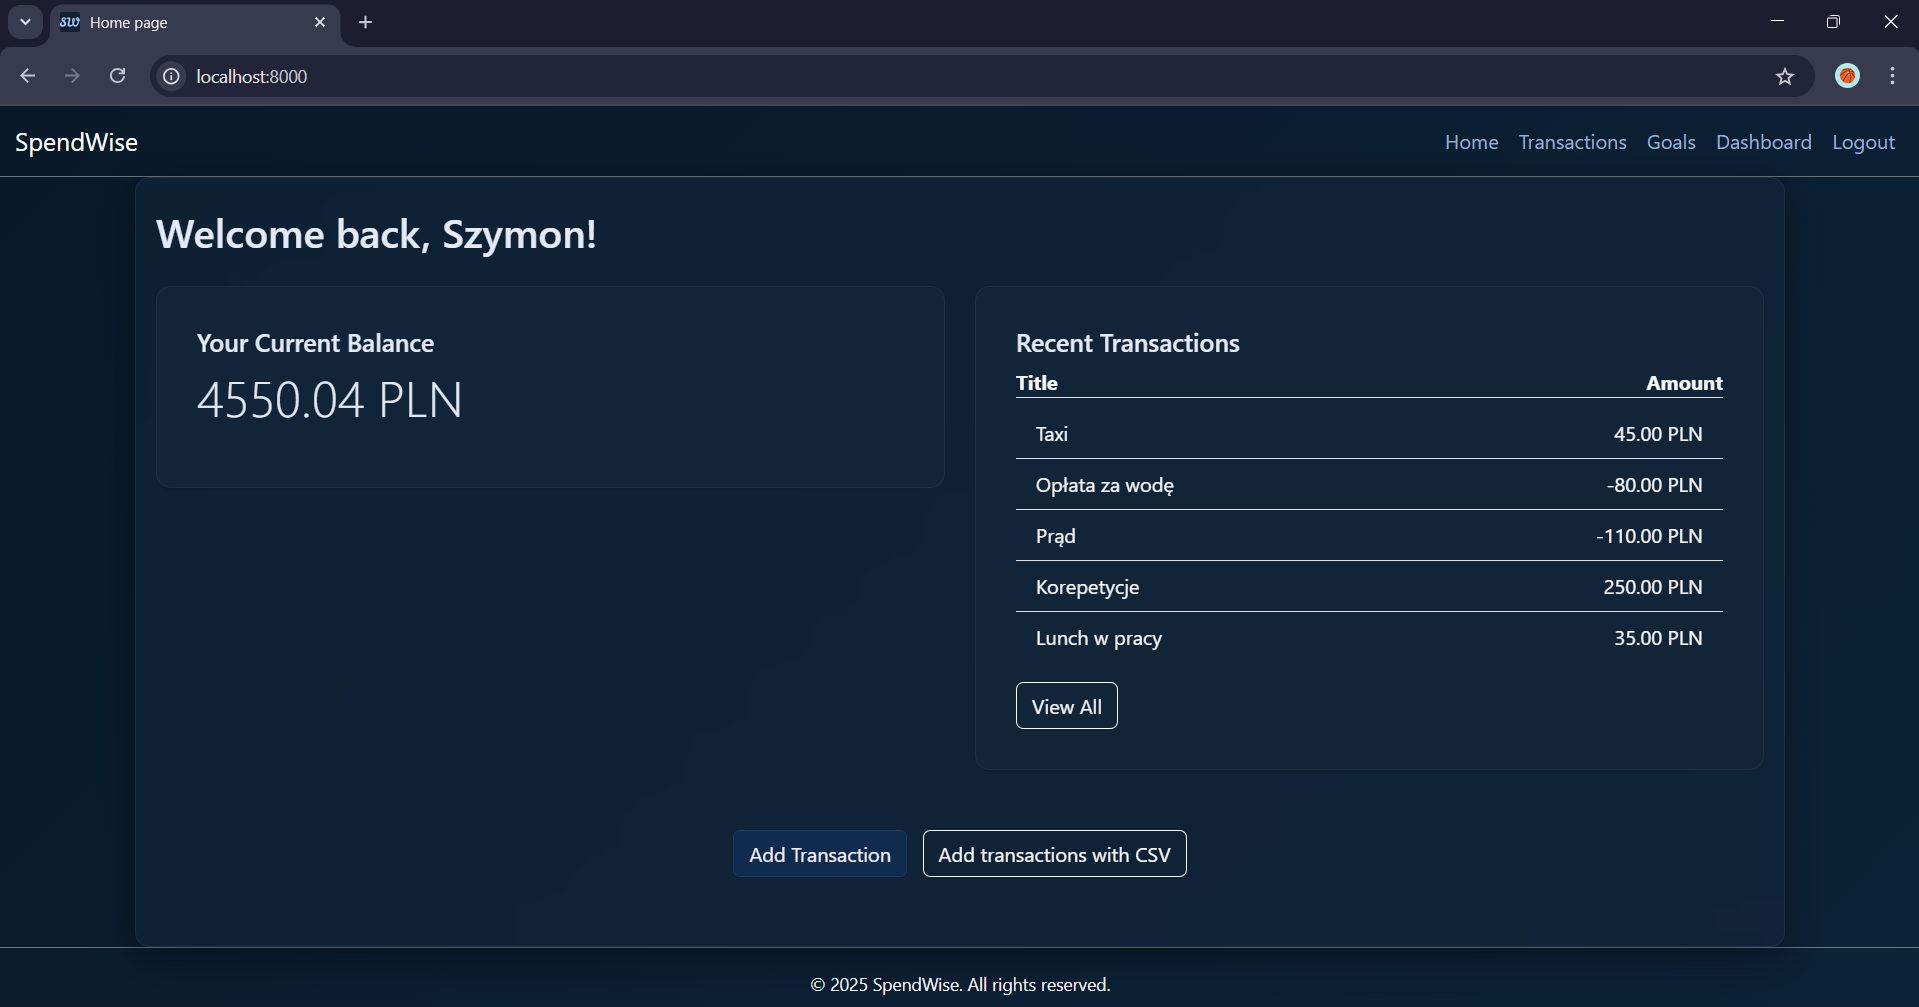 SW Home page
localhost:8000
SpendWise Home Transactions Goals Dashboard Logout
Welcome back, Szymon!
Your Current Balance
4550.04 PLN
Recent Transactions
Title Amount
Taxi 45.00 PLN
Opłata za wodę -80.00 PLN
Prąd -110.00 PLN
Korepetycje 250.00 PLN
Lunch w pracy 35.00 PLN
View All
Add Transaction Add transactions with CSV
© 2025 SpendWise. All rights reserved.